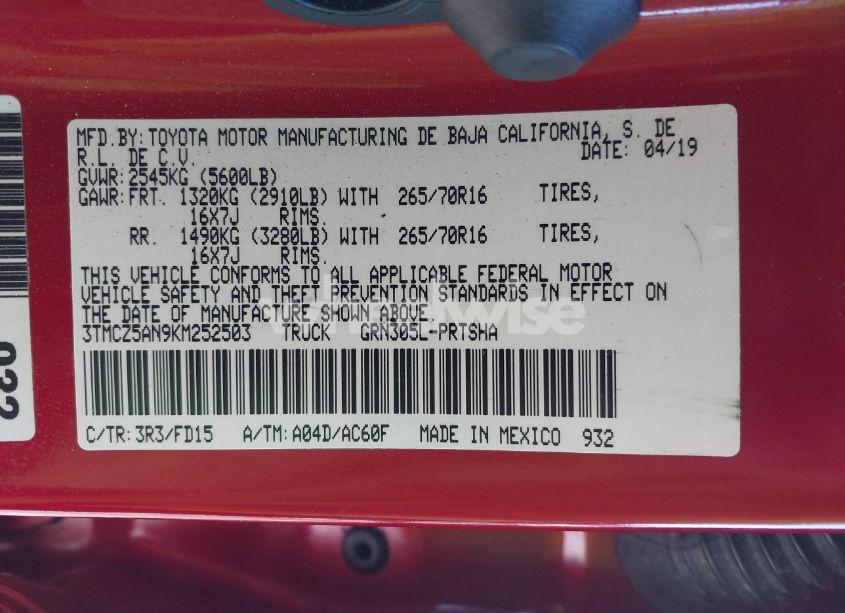 MFD.BY:TOYOTA MOTOR MANUFACTURING DE BAJA CALIFORNIA, S. DE
R.L. DE C.V. DATE: 04/19
GVWR:2545KG (5600LB)
GAWR:FRT. 1320KG (2910LB) WITH 265/70R16 TIRES,
16X7J RIMS.
RR. 1490KG (3280LB) WITH 265/70R16 TIRES,
16X7J RIMS.
THIS VEHICLE CONFORMS TO ALL APPLICABLE FEDERAL MOTOR
VEHICLE SAFETY AND THEFT PREVENTION STANDARDS IN EFFECT ON
THE DATE OF MANUFACTURE SHOWN ABOVE.
3TMCZ5AN9KM252503 TRUCK GRN305L-PRTSHA
C/TR:3R3/FD15 A/TM:A04D/AC60F MADE IN MEXICO 932
932